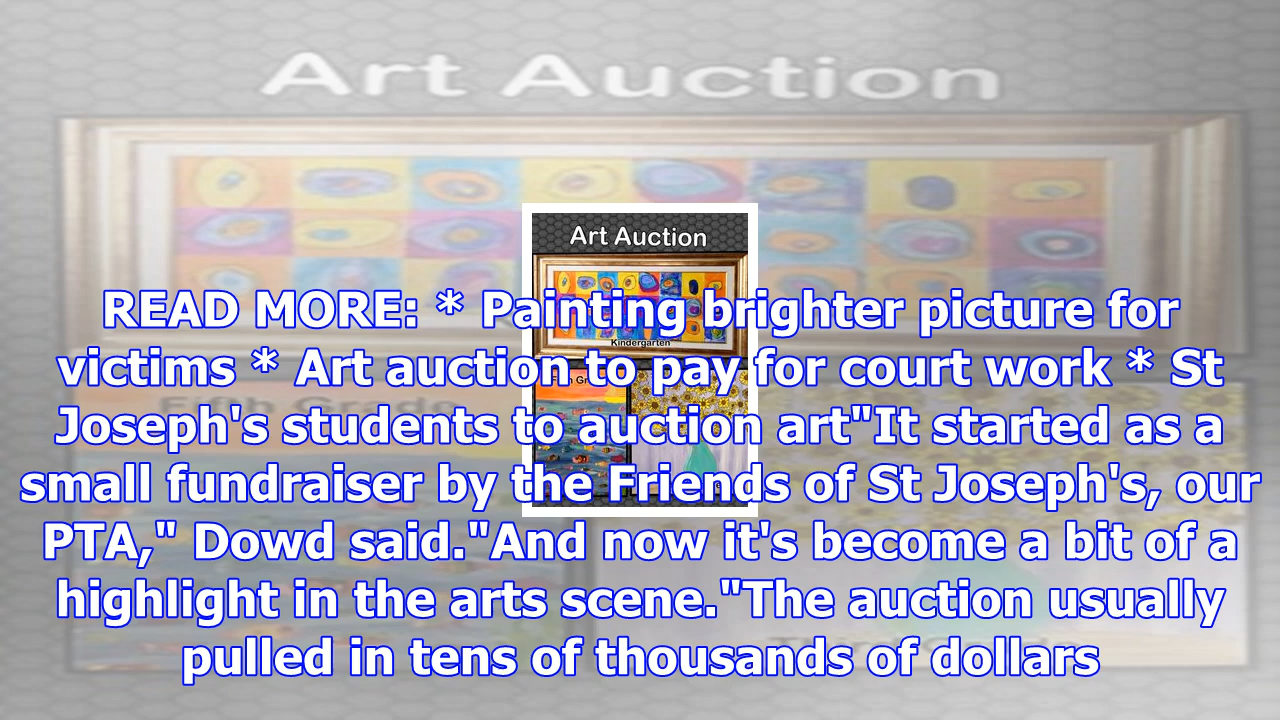 Art Auction
Art Auction
Kindergarten
READ MORE: * Painting brighter picture for
victims * Art auction to pay for court work * St
Joseph's students to auction art"It started as a
small fundraiser by the Friends of St Joseph's, our
PTA," Dowd said."And now it's become a bit of a
highlight in the arts scene."The auction usually
pulled in tens of thousands of dollars
Fifth Grade